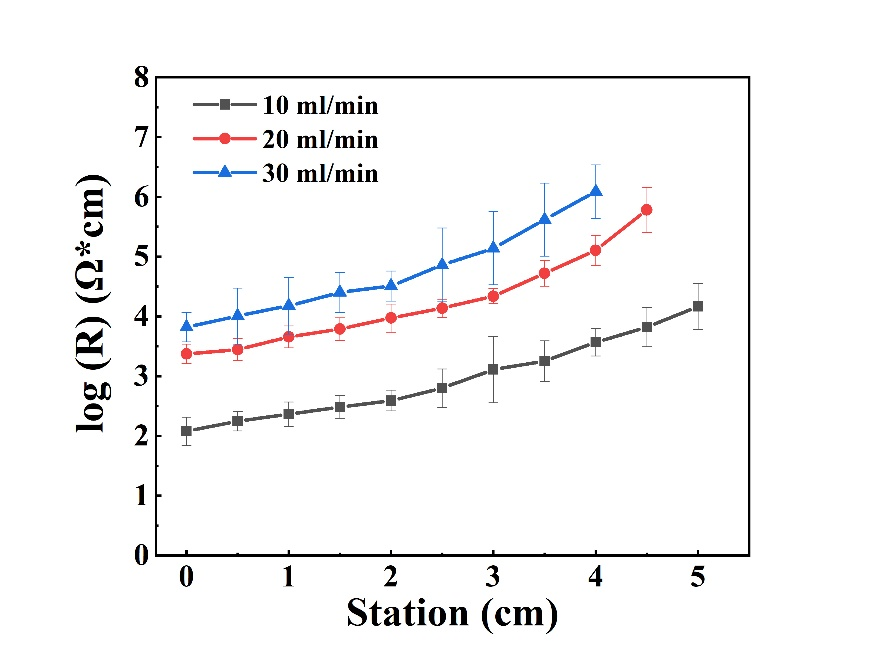 10 ml/min
20 ml/min
30 ml/min
log (R) (Ω*cm)
8
7
6
5
4
3
2
1
0
0 1 2 3 4 5
Station (cm)